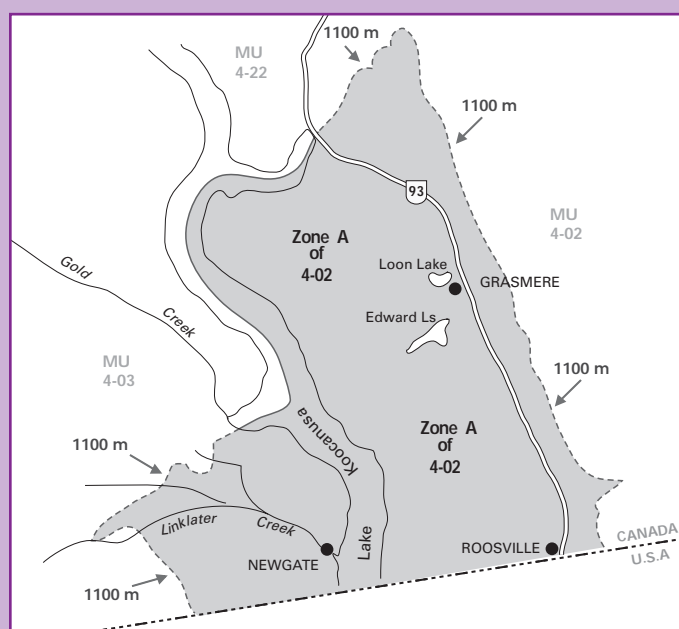 1100 m
MU
4-22
1100 m
93
MU
4-02
Zone A
of
4-02
Loon Lake
GRASMERE
Gold
Creek
Edward Ls
MU
4-03
1100 m
Koocanusa
Lake
Zone A
of
4-02
1100 m
Linklater Creek
NEWGATE
ROOSVILLE
CANADA
U.S.A
1100 m